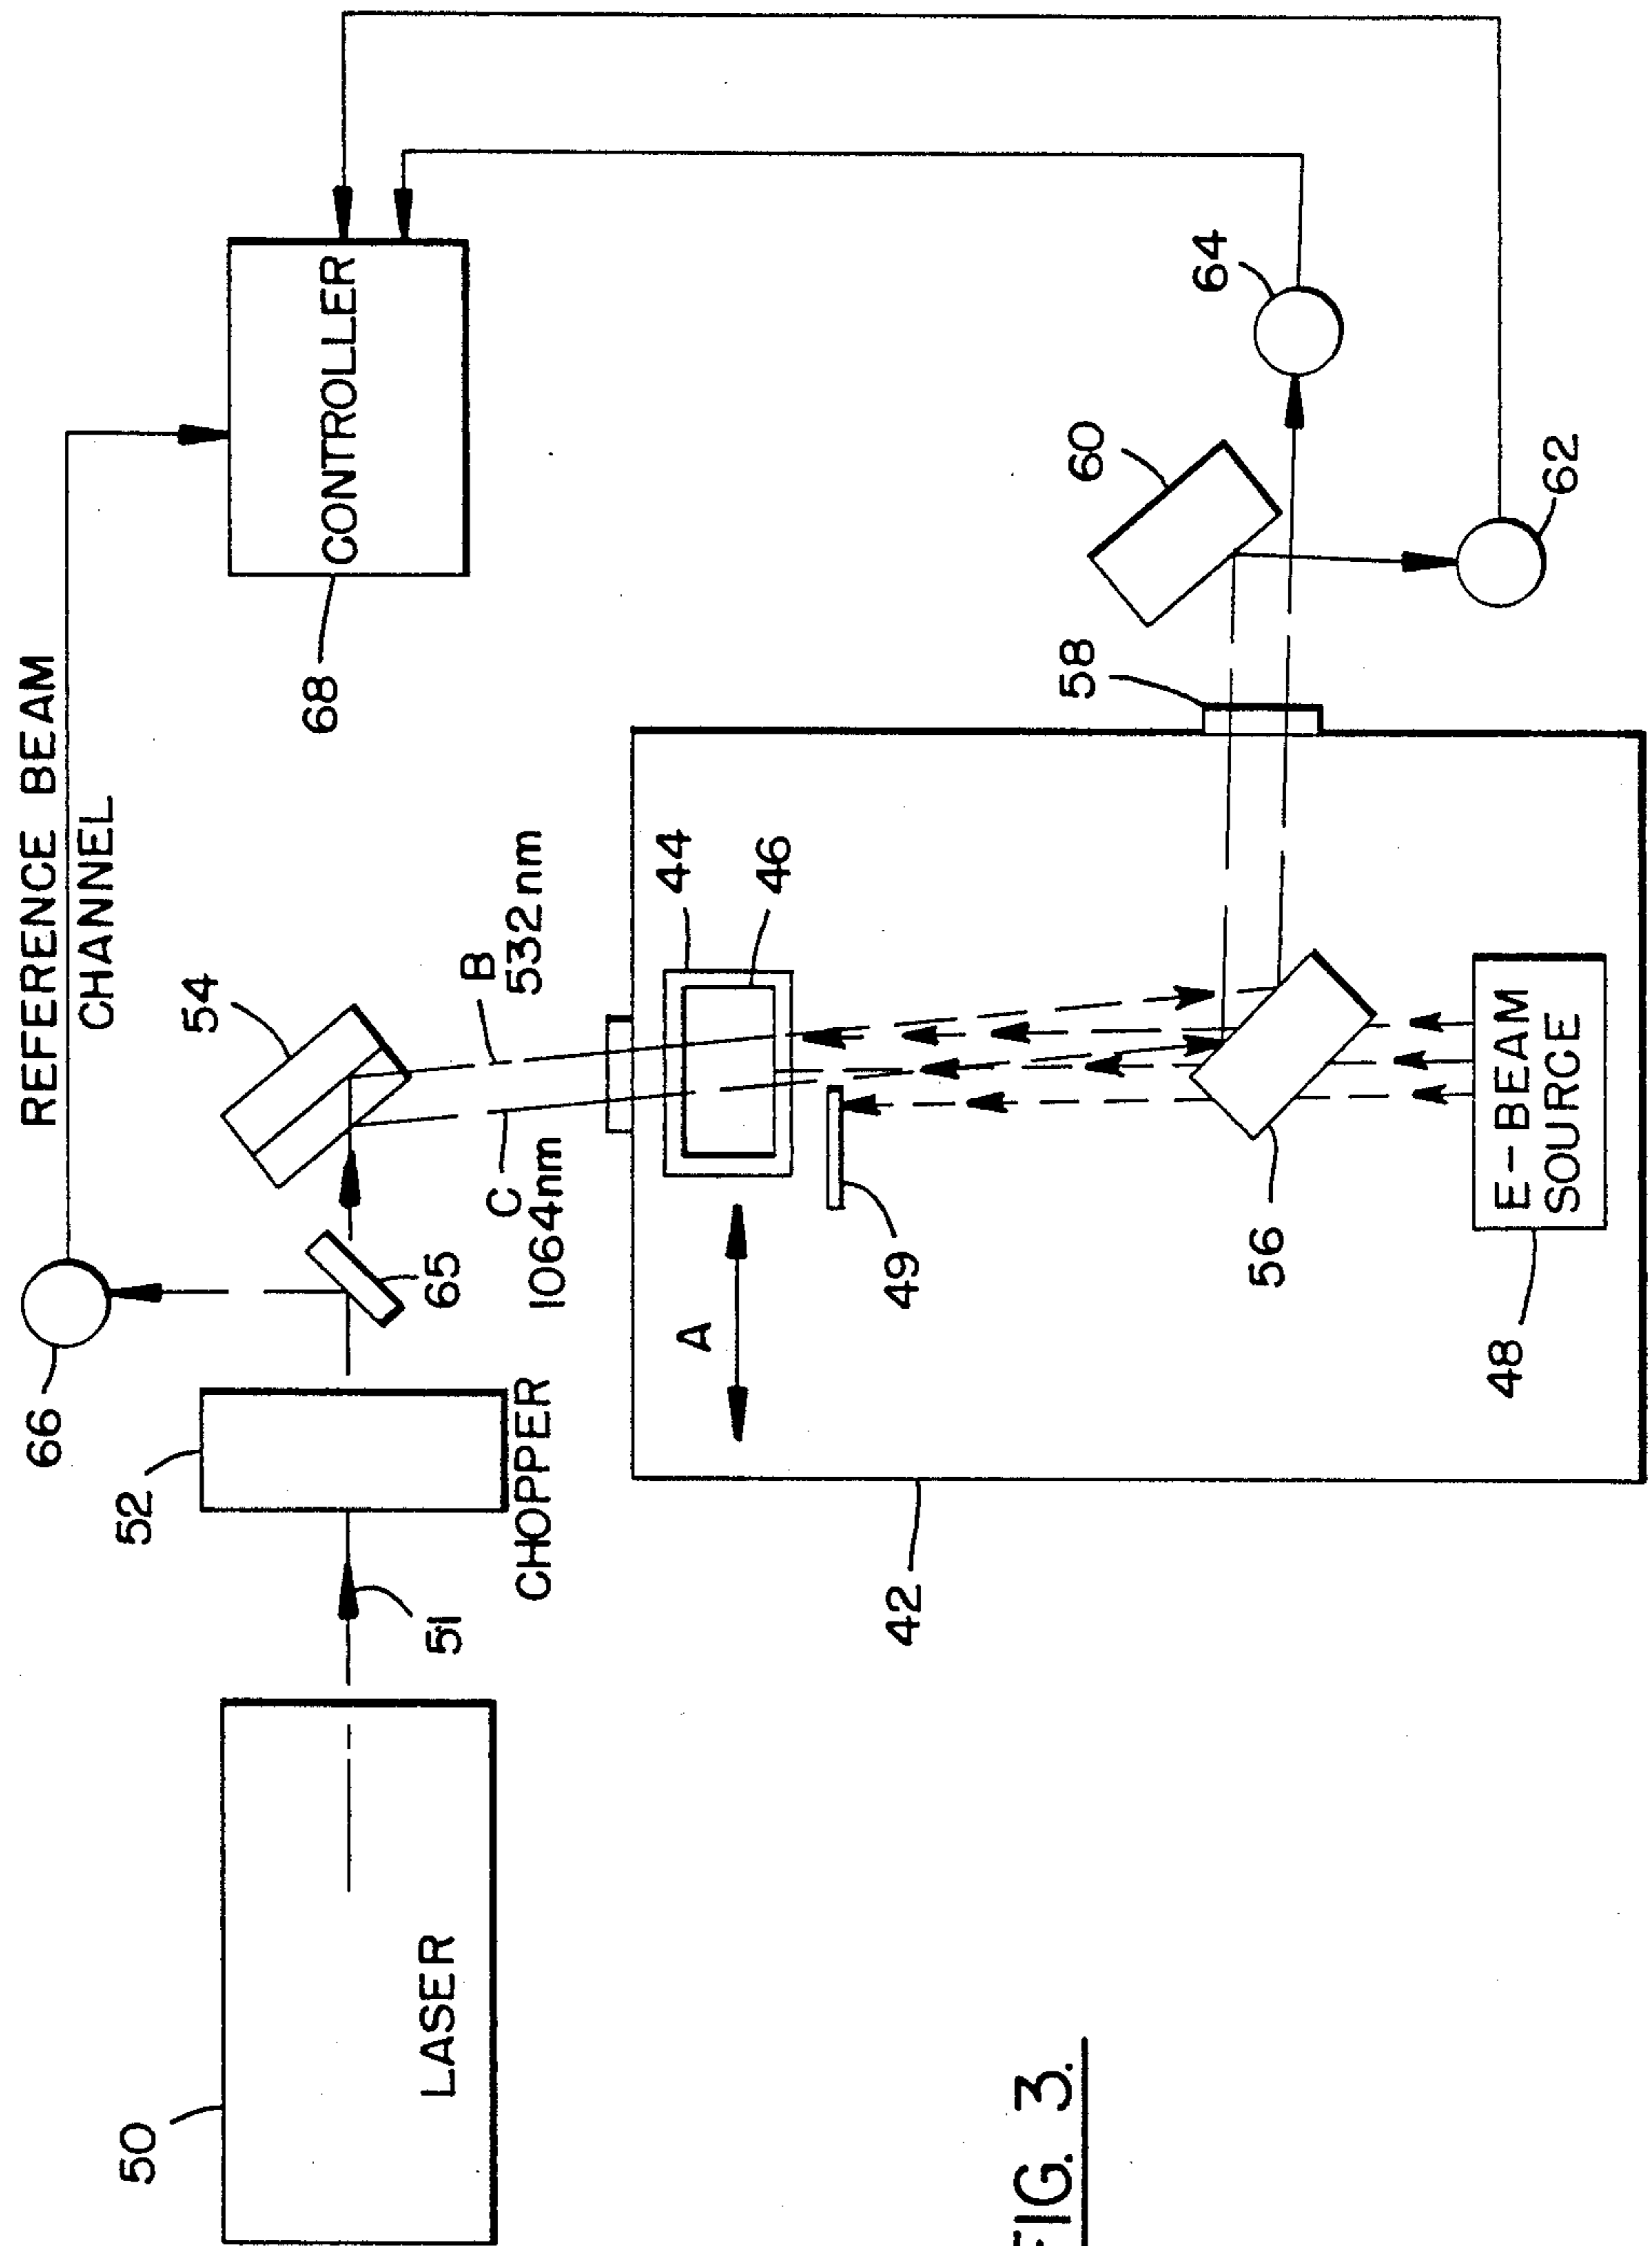 REFERENCE BEAM
CHANNEL
66
52
CHOPPER
65
54
50
LASER
51
C
1064nm
B
532nm
68
CONTROLLER
44
46
A
49
42
58
60
64
62
56
48
E-BEAM
SOURCE
FIG. 3.